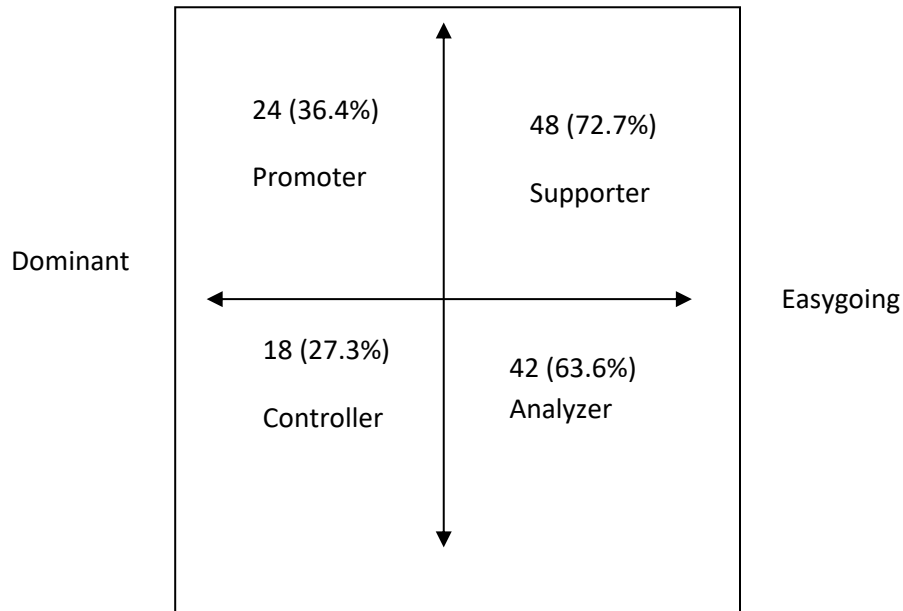 24 (36.4%)
Promoter
48 (72.7%)
Supporter
Dominant
Easygoing
18 (27.3%)
Controller
42 (63.6%)
Analyzer